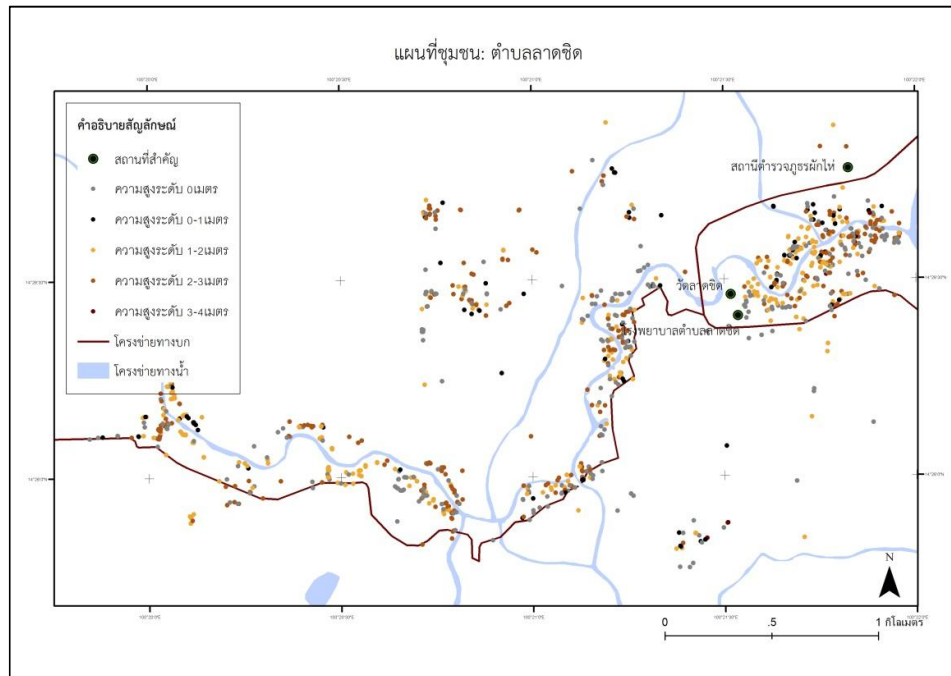 แผนที่ชุมชน: ตำบลลาดชิด
คำอธิบายสัญลักษณ์
สถานที่สำคัญ
ความสูงระดับ 0เมตร
ความสูงระดับ 0-1เมตร
ความสูงระดับ 1-2เมตร
ความสูงระดับ 2-3เมตร
ความสูงระดับ 3-4เมตร
โครงข่ายทางบก
โครงข่ายทางน้ำ
สถานีตำรวจภูธรผักไห่
วัดลาดชิด
โรงพยาบาลตำบลลาดชิด
N
0 .5 1 กิโลเมตร